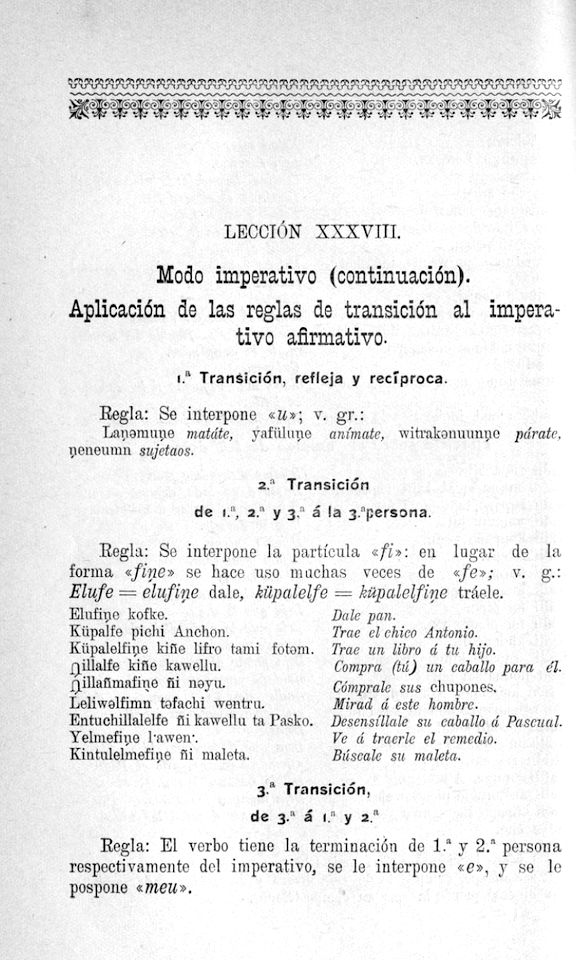 LECCIÓN XXXVIII.
Modo imperativo (continuación).
Aplicación de las reglas de transición al impera-
tivo afirmativo.
1.ª Transición, refleja y recíproca.
Regla: Se interpone «u»; v. gr.:
Laŋəmuŋe matáte, yafüluŋe anímate, witrakənuuŋe párate,
ŋeneumn sujetaos.
2.ª Transición
de 1.ª, 2.ª y 3.ª á la 3.ª persona.
Regla: Se interpone la partícula «fi»: en lugar de la
forma «fiŋe» se hace uso muchas veces de «fe»; v. g.:
Elufe = elufiŋe dale, küpalelfe = küpalelfiŋe tráele.
Elufiŋe kofke. Dale pan.
Küpalfe pichi Anchon. Trae el chico Antonio.
Küpalelfiŋe kiñe lifro tami fotəm. Trae un libro á tu hijo.
Ŋillalfe kiñe kawellu. Compra (tú) un caballo para él.
Ŋillañmafiŋe ñi nəyu. Cómprale sus chupones.
Leliwəlfimn təfachi wentru. Mirad á este hombre.
Entuchillalelfe ñi kawellu ta Pasko. Desensíllale su caballo á Pascual.
Yelmefiŋe l·awen·. Ve á traerle el remedio.
Kintulelmefiŋe ñi maleta. Búscale su maleta.
3.ª Transición,
de 3.ª á 1.ª y 2.ª
Regla: El verbo tiene la terminación de 1.ª y 2.ª persona
respectivamente del imperativo, se le interpone «e», y se le
pospone «meu».